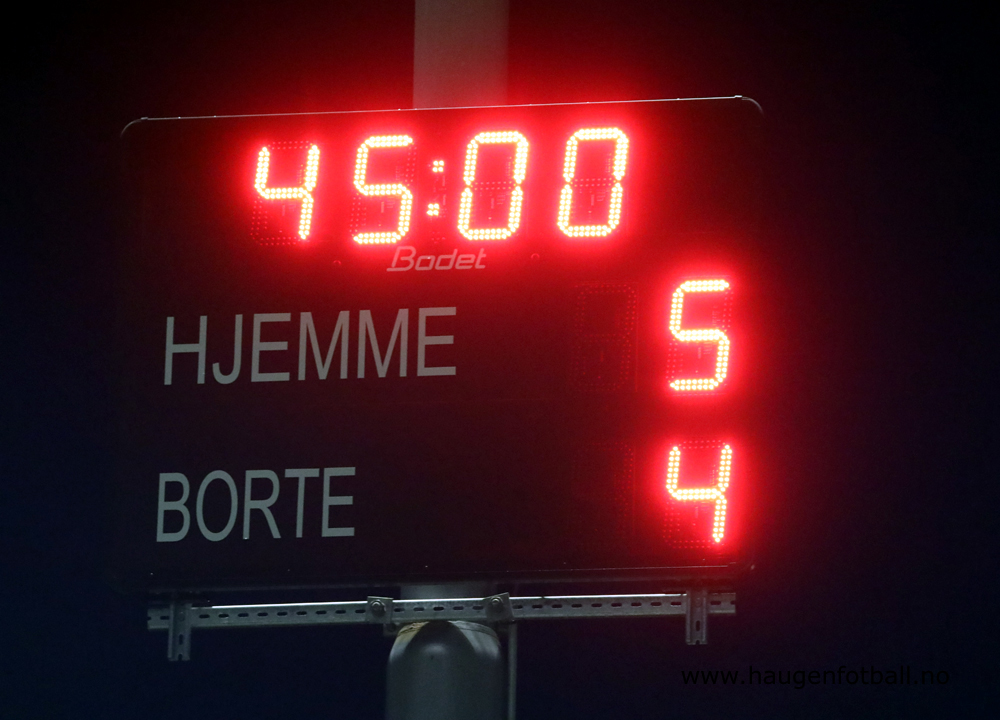 45:00
Bodet
HJEMME 5
BORTE 4
www.haugenfotball.no